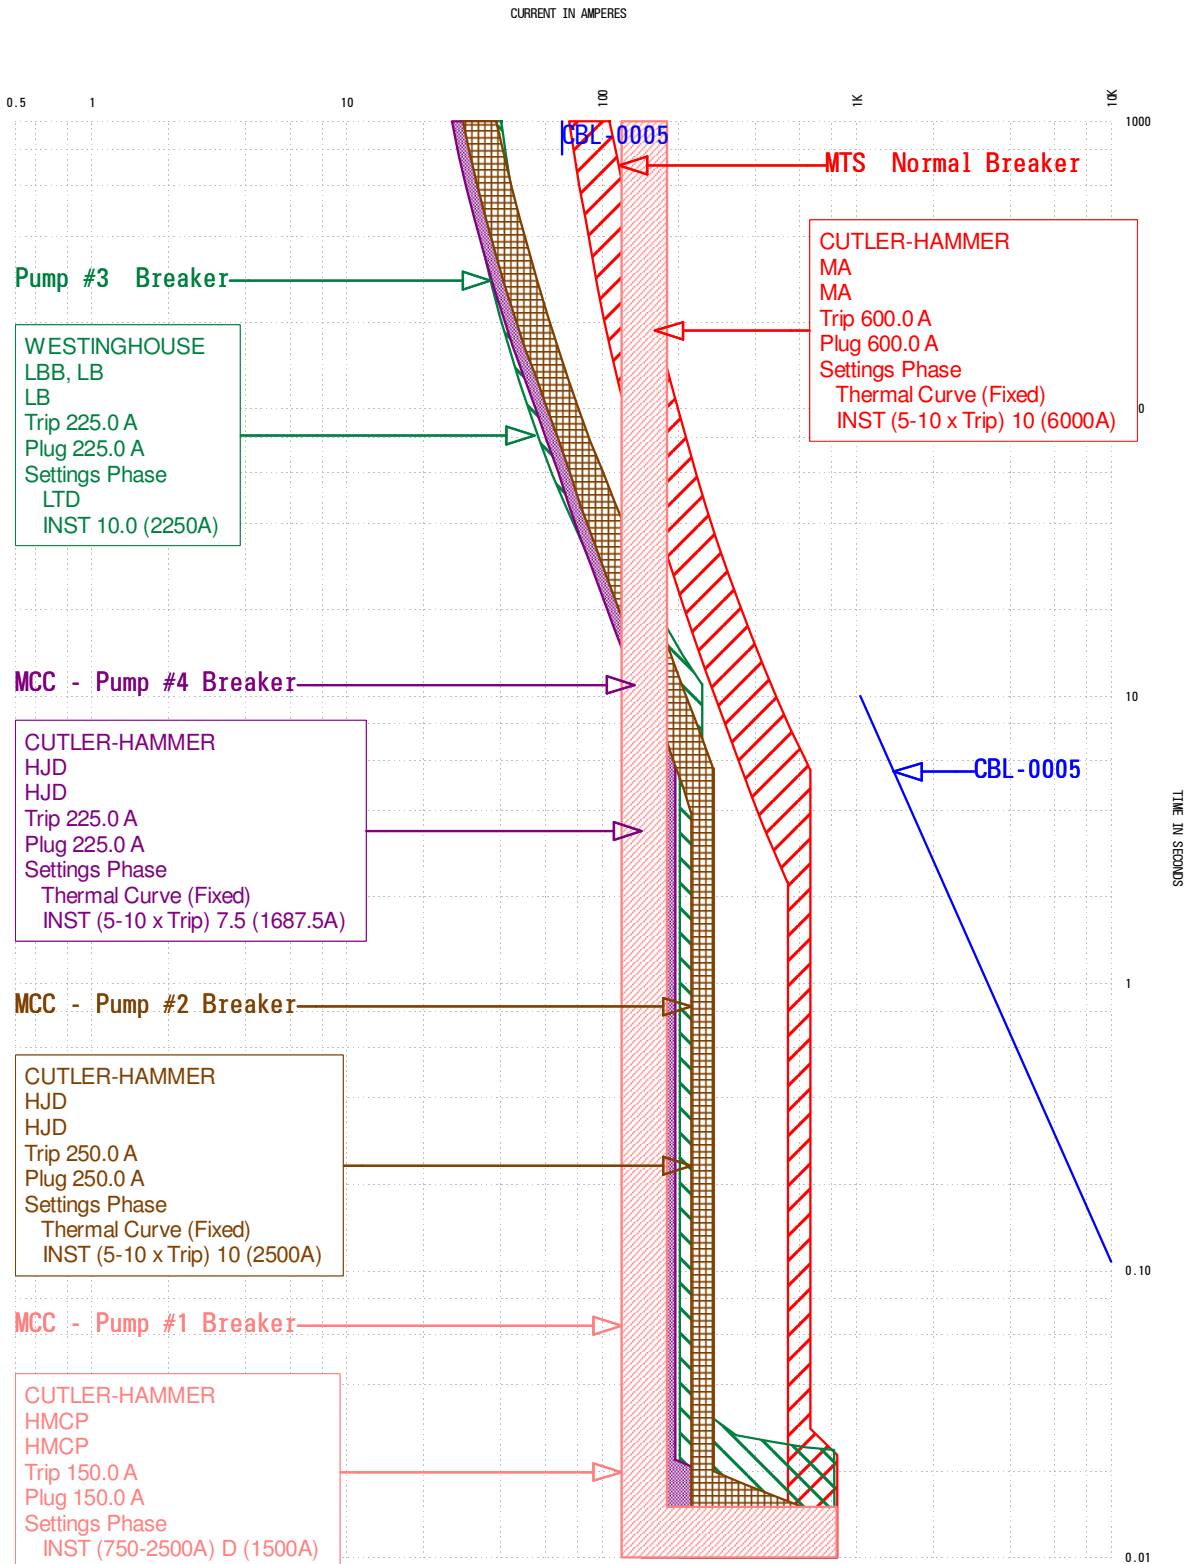 CURRENT IN AMPERES
0.5 1 10 100 1K 10K
1000
CBL-0005
MTS Normal Breaker
CUTLER-HAMMER
MA
MA
Trip 600.0 A
Plug 600.0 A
Settings Phase
Thermal Curve (Fixed)
INST (5-10 x Trip) 10 (6000A)
Pump #3 Breaker
WESTINGHOUSE
LBB, LB
LB
Trip 225.0 A
Plug 225.0 A
Settings Phase
LTD
INST 10.0 (2250A)
0
MCC - Pump #4 Breaker
10
CUTLER-HAMMER
HJD
HJD
Trip 225.0 A
Plug 225.0 A
Settings Phase
Thermal Curve (Fixed)
INST (5-10 x Trip) 7.5 (1687.5A)
CBL-0005
TIME IN SECONDS
1
MCC - Pump #2 Breaker
CUTLER-HAMMER
HJD
HJD
Trip 250.0 A
Plug 250.0 A
Settings Phase
Thermal Curve (Fixed)
INST (5-10 x Trip) 10 (2500A)
0.10
MCC - Pump #1 Breaker
CUTLER-HAMMER
HMCP
HMCP
Trip 150.0 A
Plug 150.0 A
Settings Phase
INST (750-2500A) D (1500A)
0.01